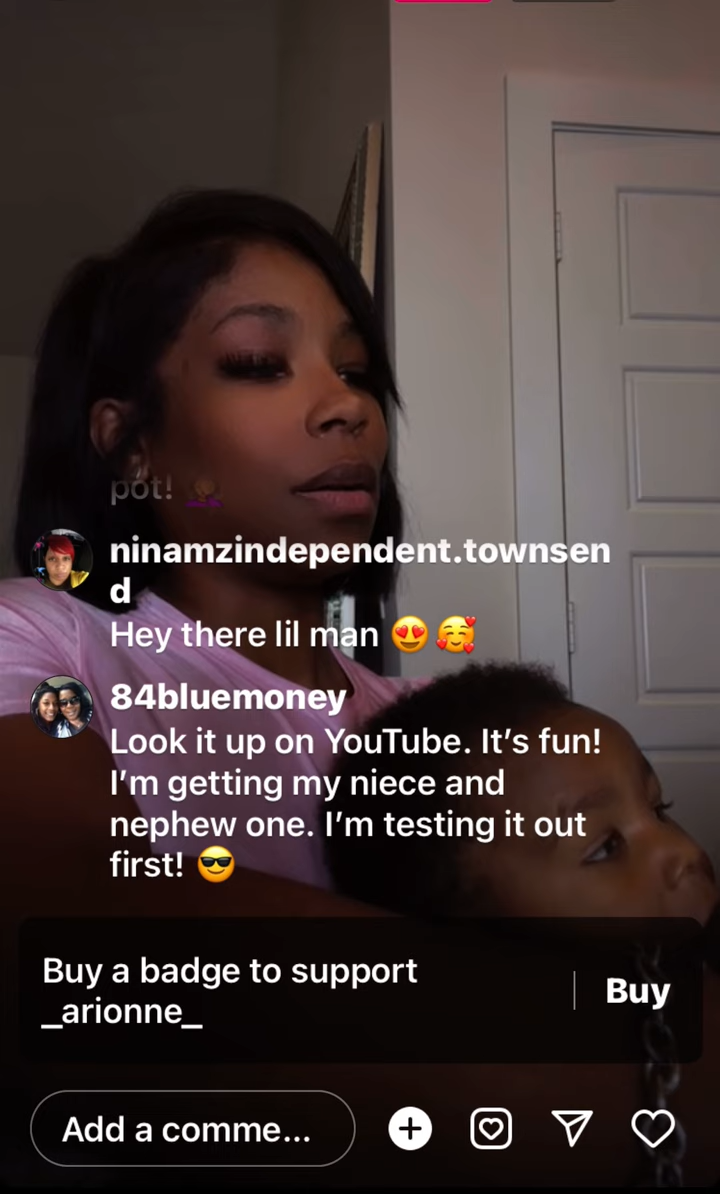 pot! 🤦🏾‍♀️
ninamzindependent.townsen
d
Hey there lil man 😍 🥰
84bluemoney
Look it up on YouTube. It’s fun!
I’m getting my niece and
nephew one. I’m testing it out
first! 😎
Buy a badge to support
_arionne_
Buy
Add a comme...